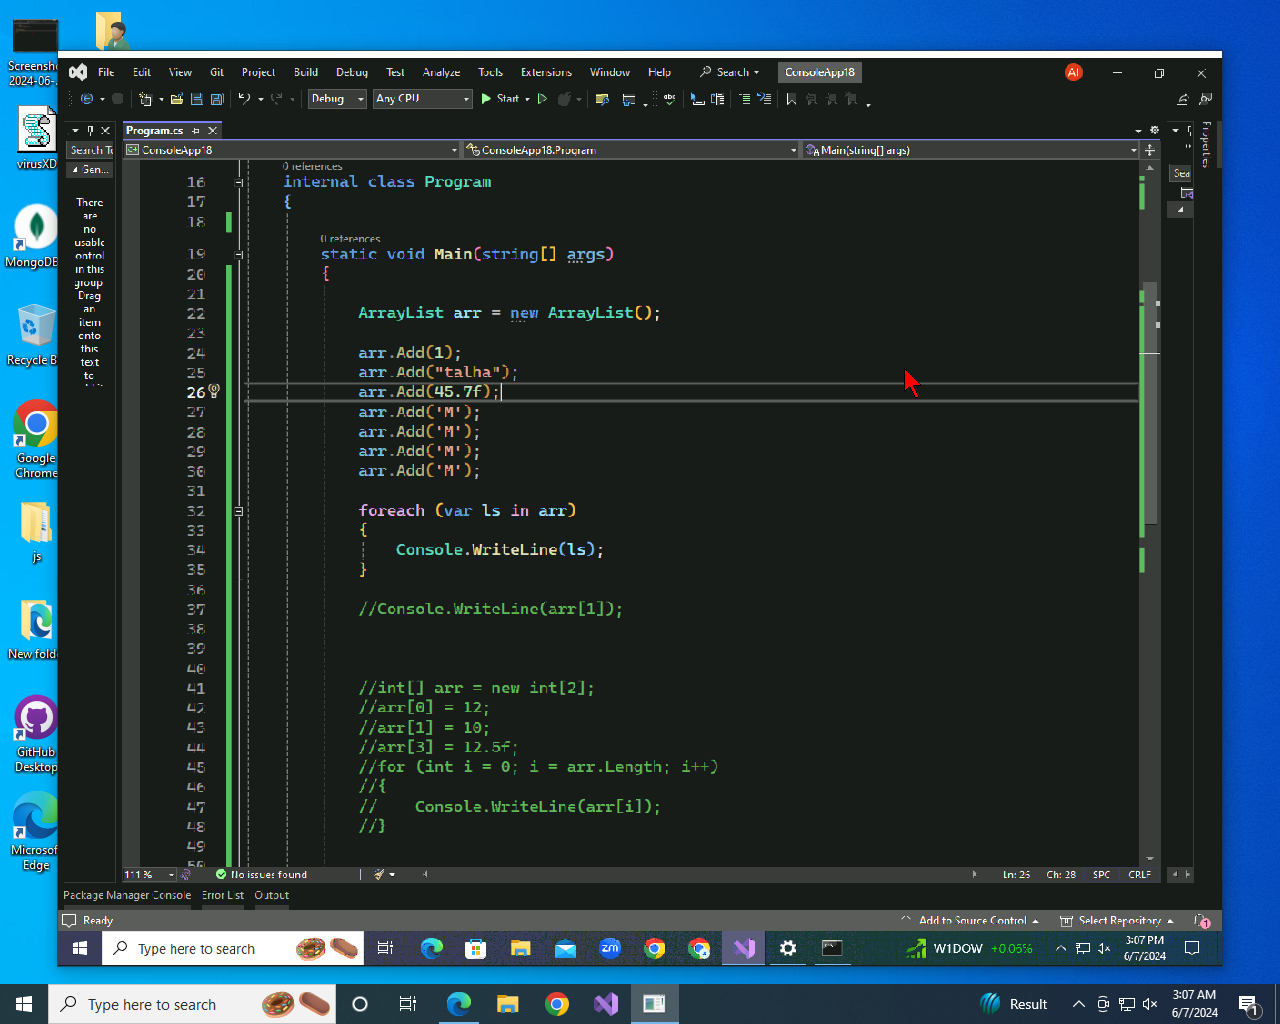 Screensho
2024-06-
virusXD
MongoDB
Recycle B
Google
Chrome
js
New folde
GitHub
Desktop
Microsof
Edge
File Edit View Git Project Build Debug Test Analyze Tools Extensions Window Help Search ConsoleApp18 AI
Debug Any CPU Start
Program.cs
Search To
ConsoleApp18 ConsoleApp18.Program Main(string[] args)
Properties
Sea
Gen...
There
are
no
usable
ontrol
in this
group
Drag
an
item
onto
this
text
to
0 references
16 internal class Program
17 {
18
0 references
19 static void Main(string[] args)
20 {
21
22 ArrayList arr = new ArrayList();
23
24 arr.Add(1);
25 arr.Add("talha");
26 arr.Add(45.7f);
27 arr.Add('M');
28 arr.Add('M');
29 arr.Add('M');
30 arr.Add('M');
31
32 foreach (var ls in arr)
33 {
34 Console.WriteLine(ls);
35 }
36
37 //Console.WriteLine(arr[1]);
38
39
40
41 //int[] arr = new int[2];
42 //arr[0] = 12;
43 //arr[1] = 10;
44 //arr[3] = 12.5f;
45 //for (int i = 0; i = arr.Length; i++)
46 //{
47 // Console.WriteLine(arr[i]);
48 //}
49
50
111 % No issues found Ln: 26 Ch: 28 SPC CRLF
Package Manager Console Error List Output
Ready Add to Source Control Select Repository 1
Type here to search zm W1DOW +0.06% 3:07 PM
6/7/2024
Type here to search Result 3:07 AM
6/7/2024 1